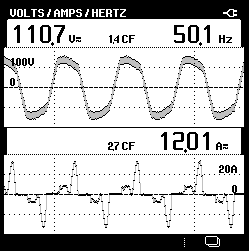 VOLTS/AMPS/HERTZ
110.7 V≂ 1.4 CF 50.1 Hz
100V
0
2.7 CF 12.01 A≂
20A
0